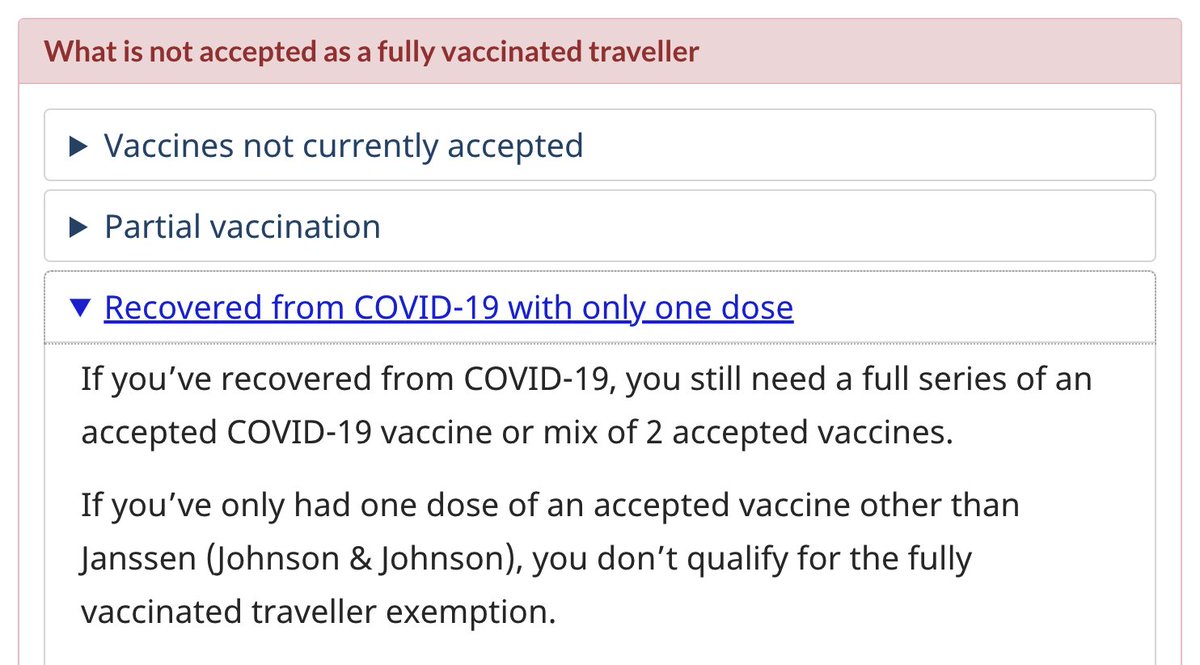 What is not accepted as a fully vaccinated traveller
Vaccines not currently accepted
Partial vaccination
Recovered from COVID-19 with only one dose
If you’ve recovered from COVID-19, you still need a full series of an
accepted COVID-19 vaccine or mix of 2 accepted vaccines.
If you’ve only had one dose of an accepted vaccine other than
Janssen (Johnson & Johnson), you don’t qualify for the fully
vaccinated traveller exemption.